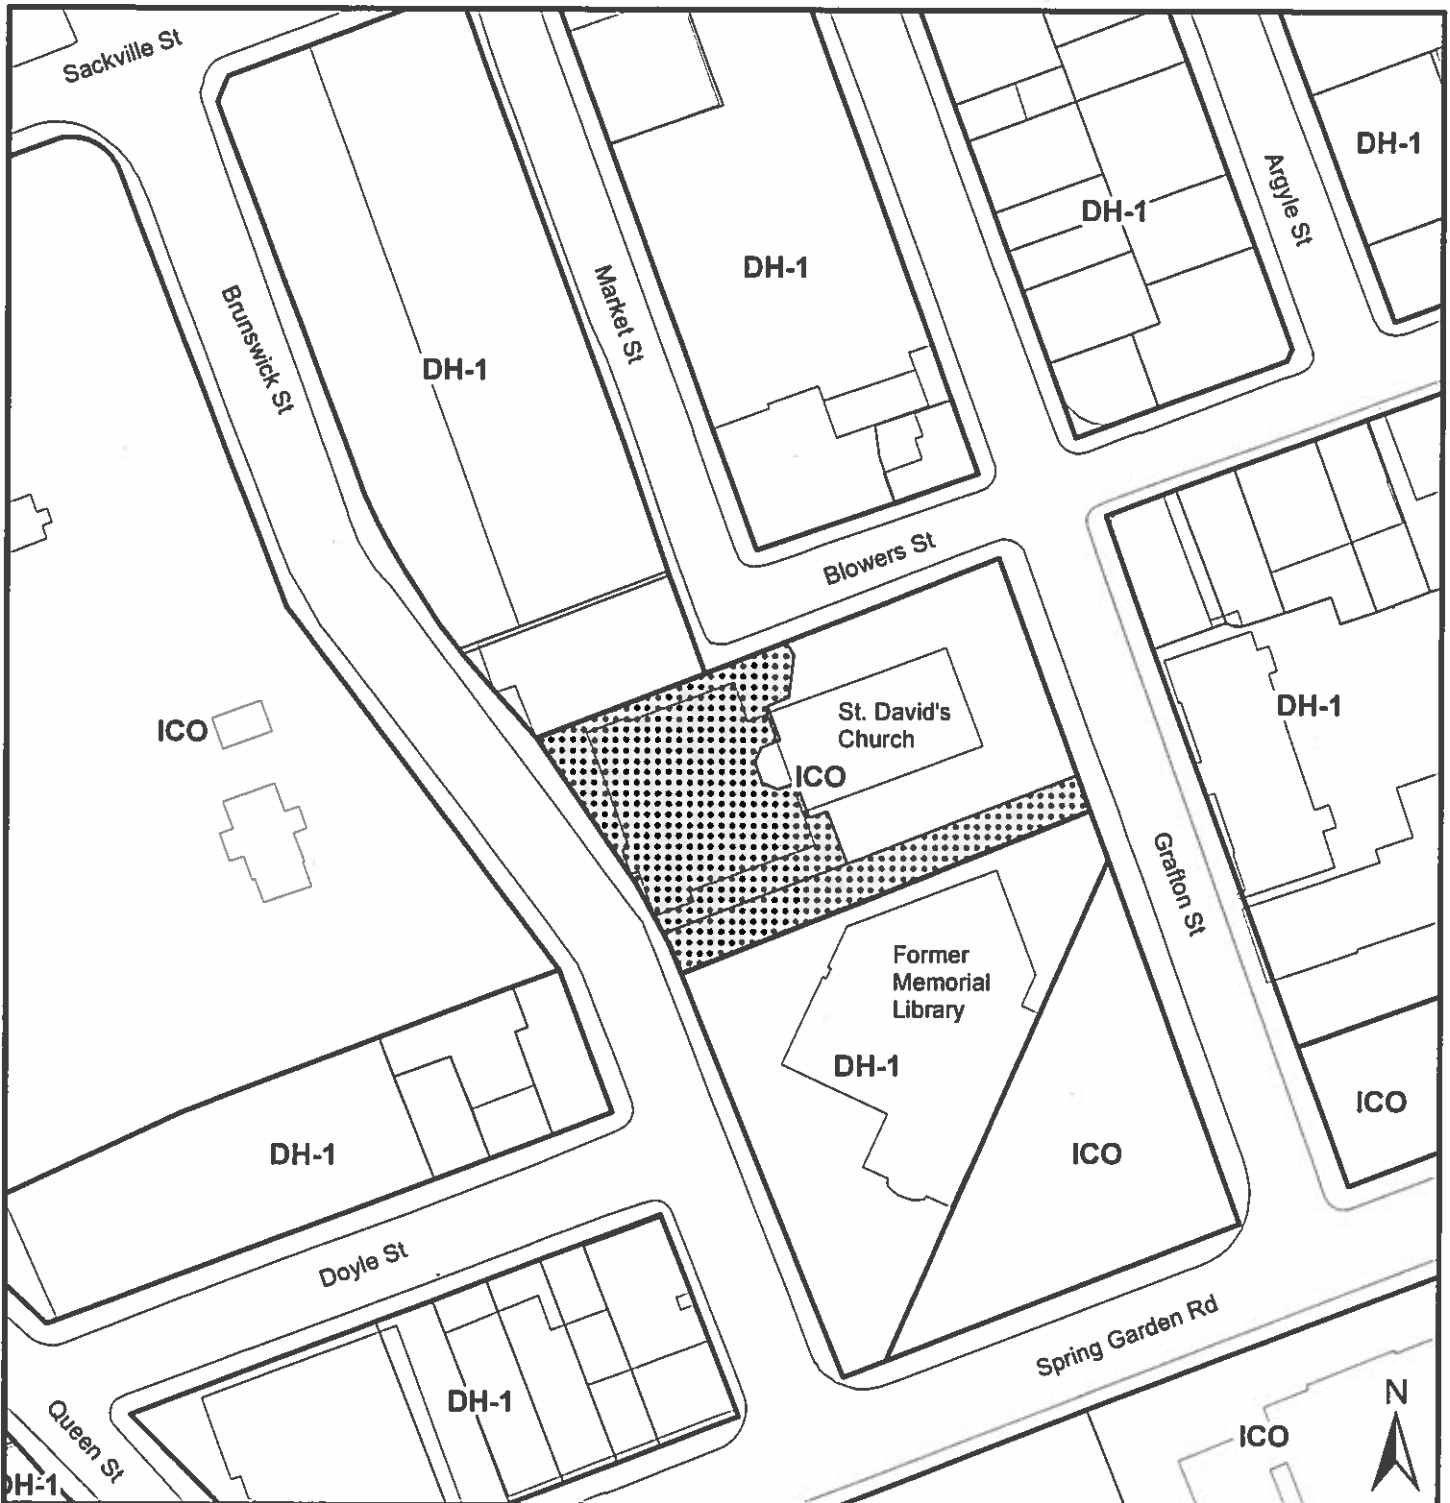 Sackville St
DH-1
Argyle St
DH-1
DH-1
Market St
Brunswick St
DH-1
Blowers St
ICO
St. David's
Church
DH-1
ICO
Grafton St
Former
Memorial
Library
DH-1
ICO
DH-1
ICO
Doyle St
Spring Garden Rd
DH-1
N
Queen St
ICO
DH-1